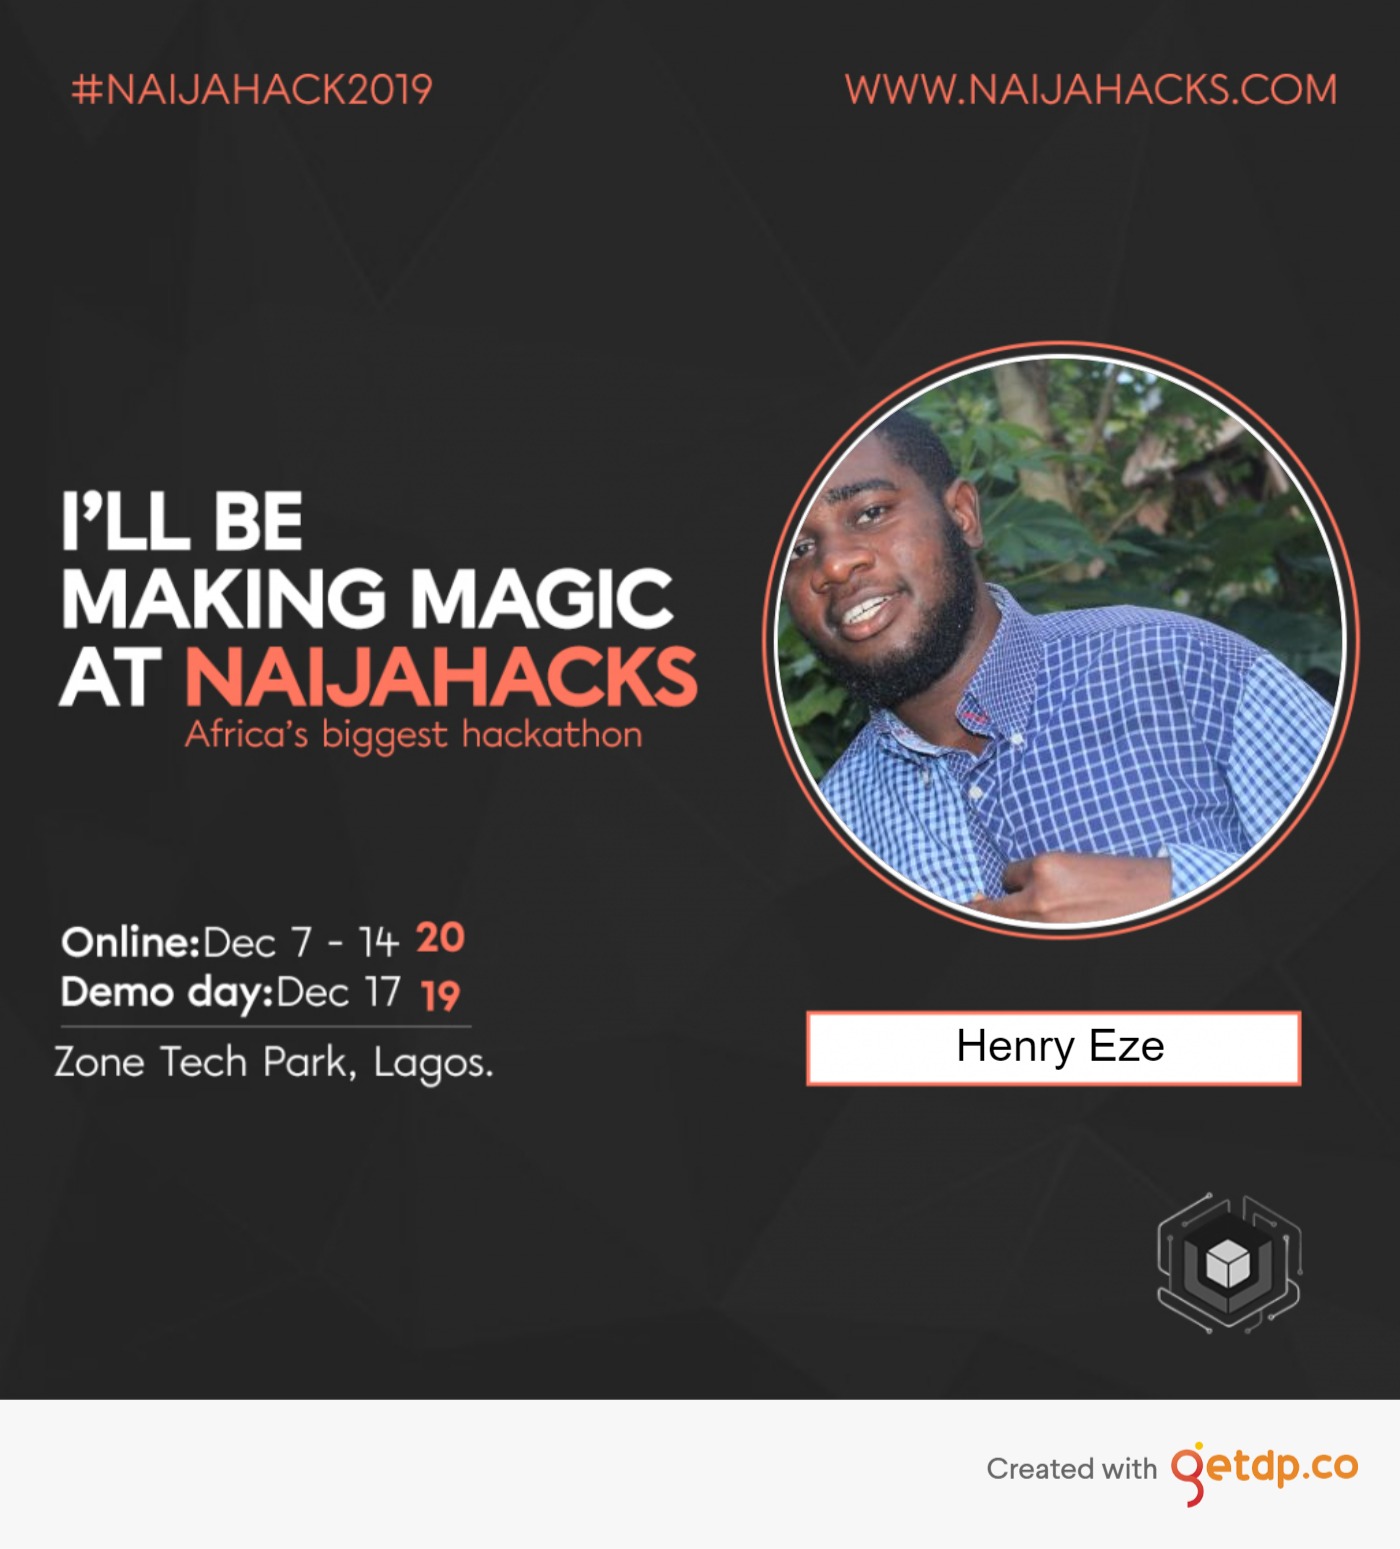 #NAIJAHACK2019
WWW.NAIJAHACKS.COM
I'LL BE
MAKING MAGIC
AT NAIJAHACKS
Africa's biggest hackathon
Online:Dec 7 - 14 20
Demo day:Dec 17 19
Zone Tech Park, Lagos.
Henry Eze
Created with getdp.co